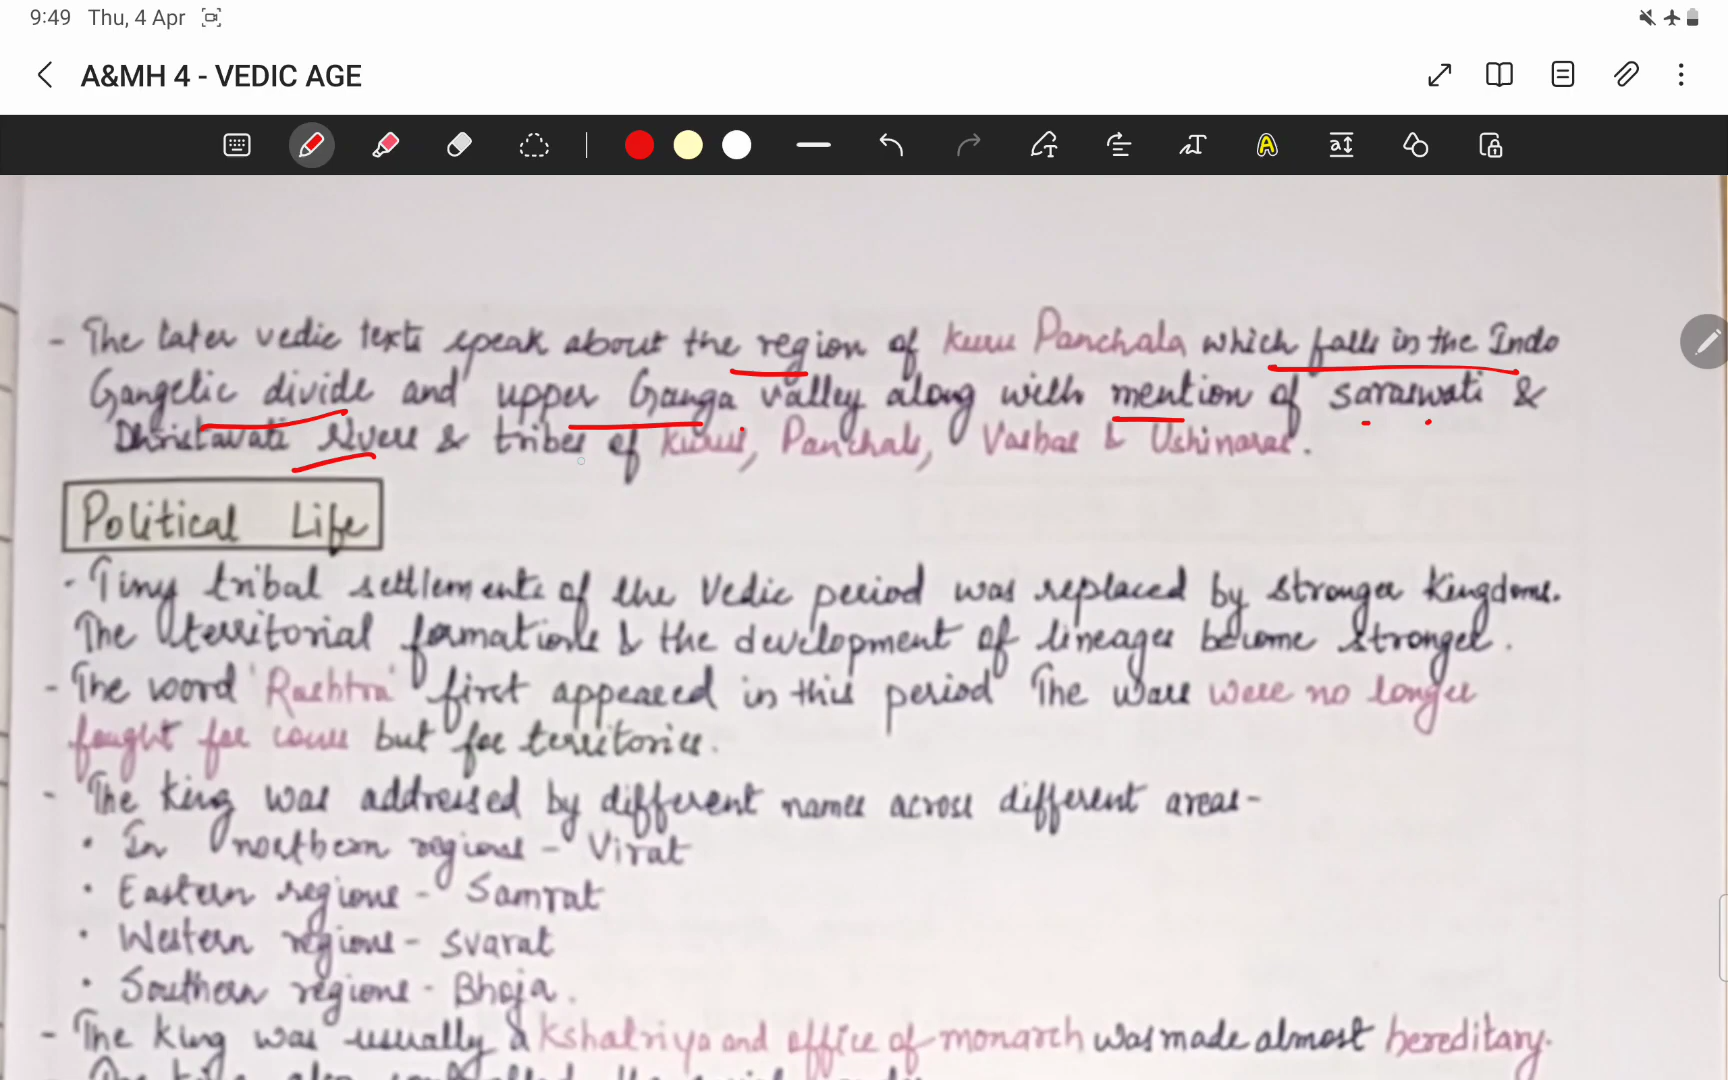 9:49 Thu, 4 Apr
A&MH 4 - VEDIC AGE
- The later vedic texts speak about the region of Kuru Panchala which falls in the Indo
Gangetic divide and upper Ganga valley along with mention of Saraswati &
Dhristavati rivers & tribes of Kurus, Panchals, Vasbas & Ushinaras.
Political Life
- Tiny tribal settlements of the Vedic period was replaced by stronger Kingdoms.
The territorial formations & the development of lineages become stronger.
- The word 'Rashtra' first appeared in this period The wars were no longer
fought for cows but for territories.
- The King was addressed by different names across different areas-
• In northern regions - Virat
• Eastern regions - Samrat
• Western regions - Svarat
• Southern regions - Bhoja.
- The King was usually a Kshatriya and office of monarch was made almost hereditary.